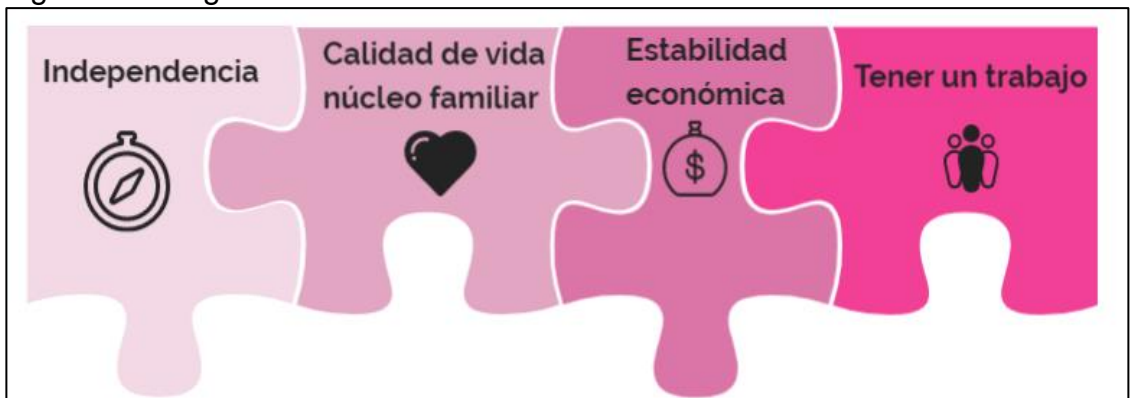 Independencia
Calidad de vida
núcleo familiar
Estabilidad
económica
$
Tener un trabajo